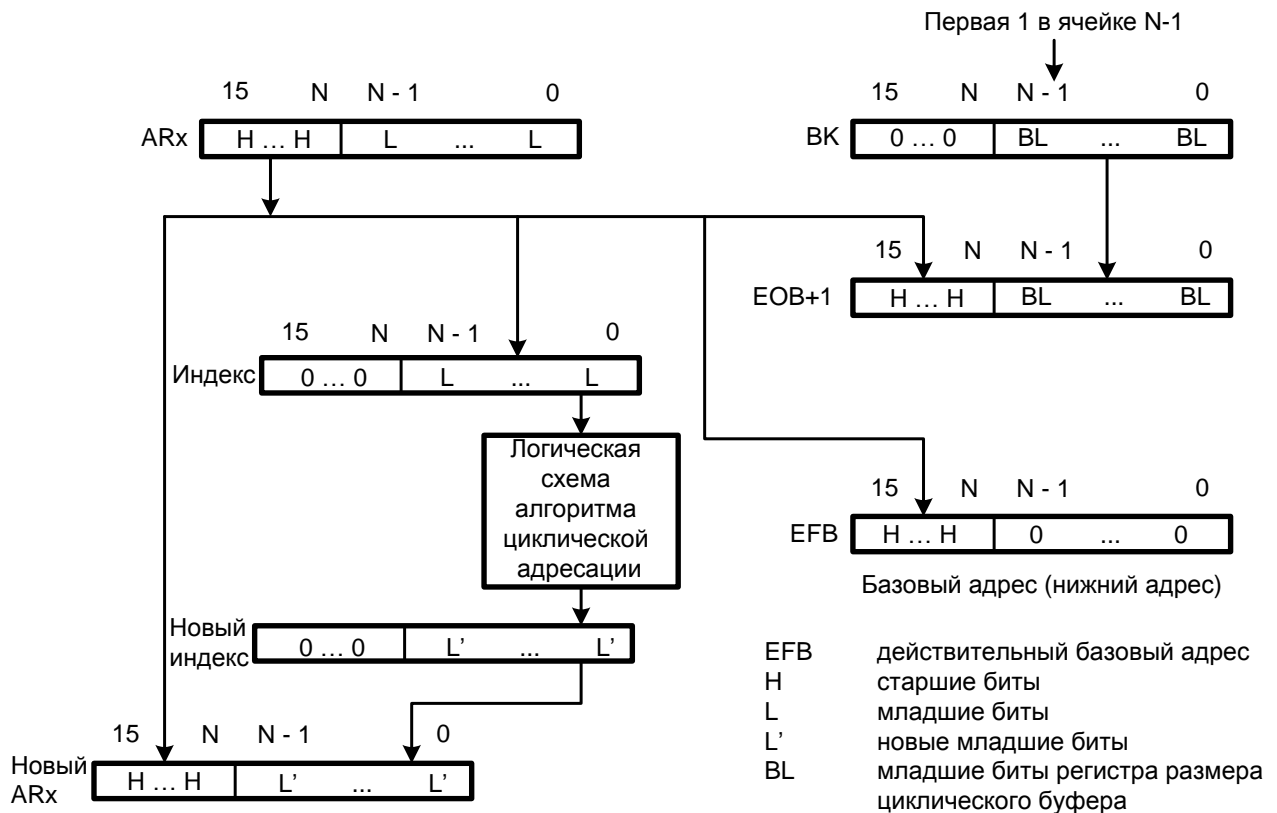 Первая 1 в ячейке N-1
15 N N - 1 0
15 N N - 1 0
ARx H ... H L ... L
BK 0 ... 0 BL ... BL
15 N N - 1 0
EOB+1 H ... H BL ... BL
15 N N - 1 0
Индекс 0 ... 0 L ... L
Логическая
схема
алгоритма
циклической
адресации
15 N N - 1 0
EFB H ... H 0 ... 0
Базовый адрес (нижний адрес)
Новый
индекс
0 ... 0 L’ ... L’
15 N N - 1 0
Новый
ARx
H ... H L’ ... L’
EFB действительный базовый адрес
H старшие биты
L младшие биты
L’ новые младшие биты
BL младшие биты регистра размера
циклического буфера